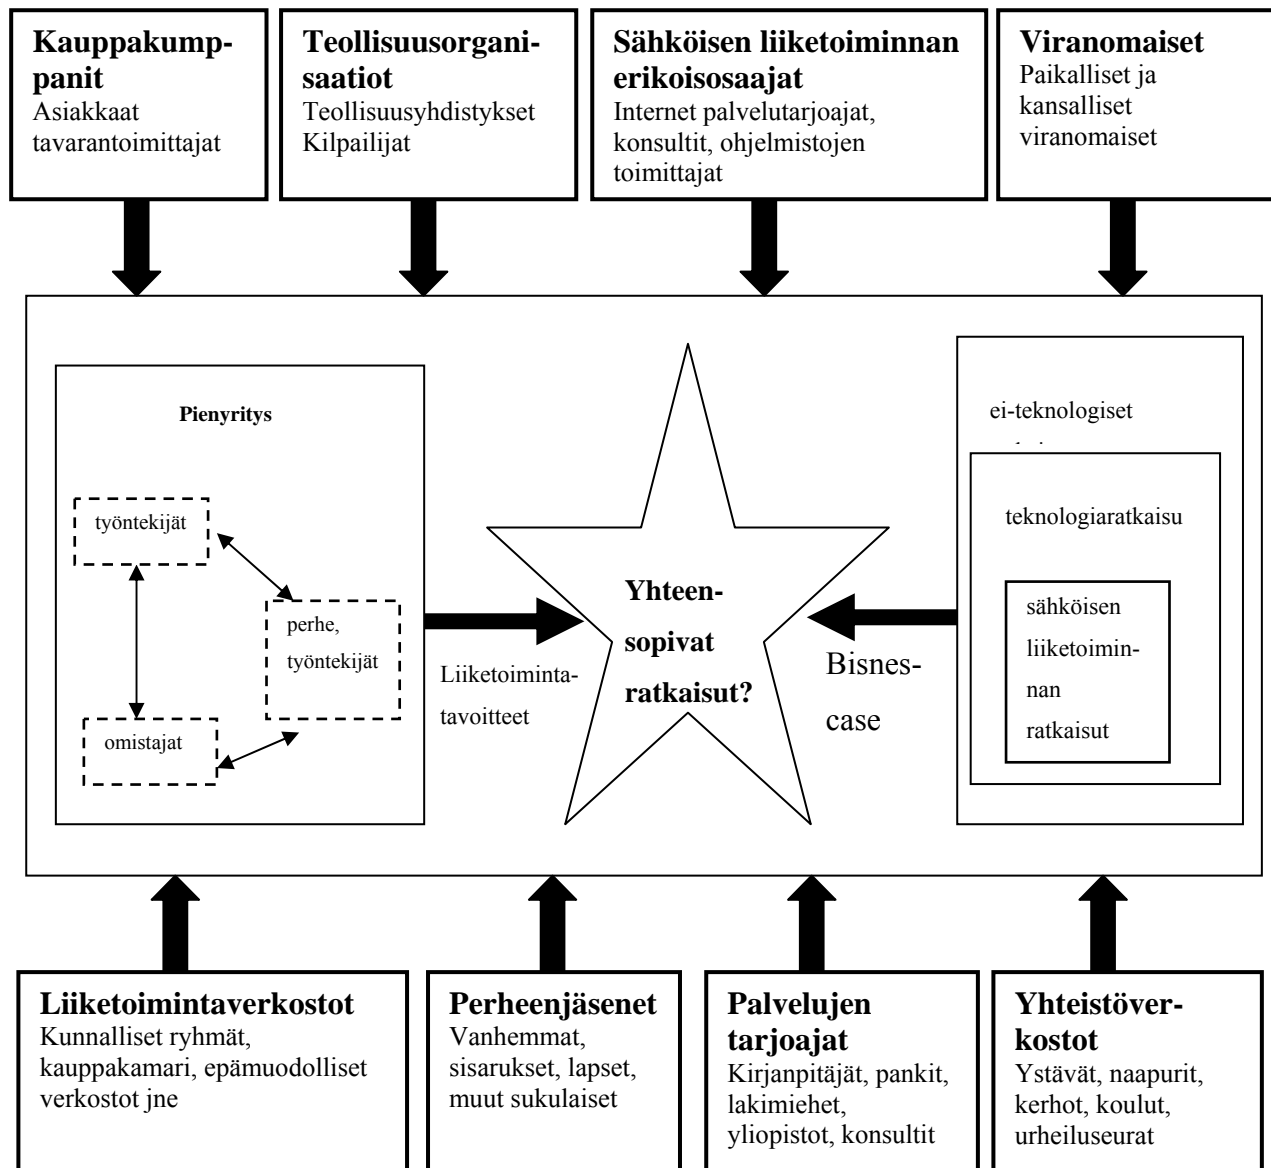 Kauppakump-
panit
Asiakkaat
tavarantoimittajat
Teollisuusorgani-
saatiot
Teollisuusyhdistykset
Kilpailijat
Sähköisen liiketoiminnan
erikoisosaajat
Internet palvelutarjoajat,
konsultit, ohjelmistojen
toimittajat
Viranomaiset
Paikalliset ja
kansalliset
viranomaiset
Pienyritys
työntekijät
perhe,
työntekijät
omistajat
Liiketoiminta-
tavoitteet
Yhteen-
sopivat
ratkaisut?
Bisnes-
case
ei-teknologiset
teknologiaratkaisu
sähköisen
liiketoimin-
nan
ratkaisut
Liiketoimintaverkostot
Kunnalliset ryhmät,
kauppakamari, epämuodolliset
verkostot jne
Perheenjäsenet
Vanhemmat,
sisarukset, lapset,
muut sukulaiset
Palvelujen
tarjoajat
Kirjanpitäjät, pankit,
lakimiehet,
yliopistot, konsultit
Yhteistöver-
kostot
Ystävät, naapurit,
kerhot, koulut,
urheiluseurat